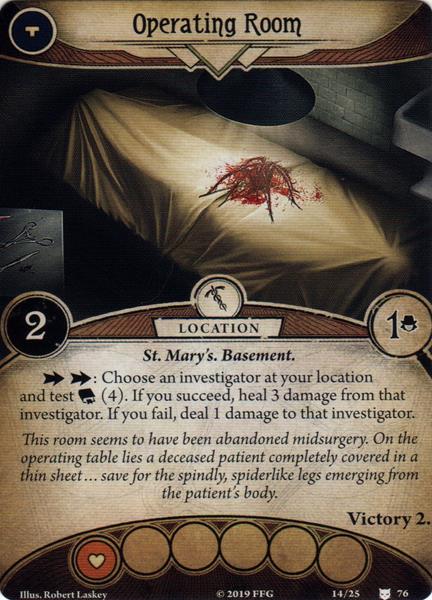 Operating Room
2
LOCATION
1
St. Mary's. Basement.
: Choose an investigator at your location
and test (4). If you succeed, heal 3 damage from that
investigator. If you fail, deal 1 damage to that investigator.
This room seems to have been abandoned midsurgery. On the
operating table lies a deceased patient completely covered in a
thin sheet... save for the spindly, spiderlike legs emerging from
the patient's body.
Victory 2.
Illus. Robert Laskey © 2019 FFG 14/25 76